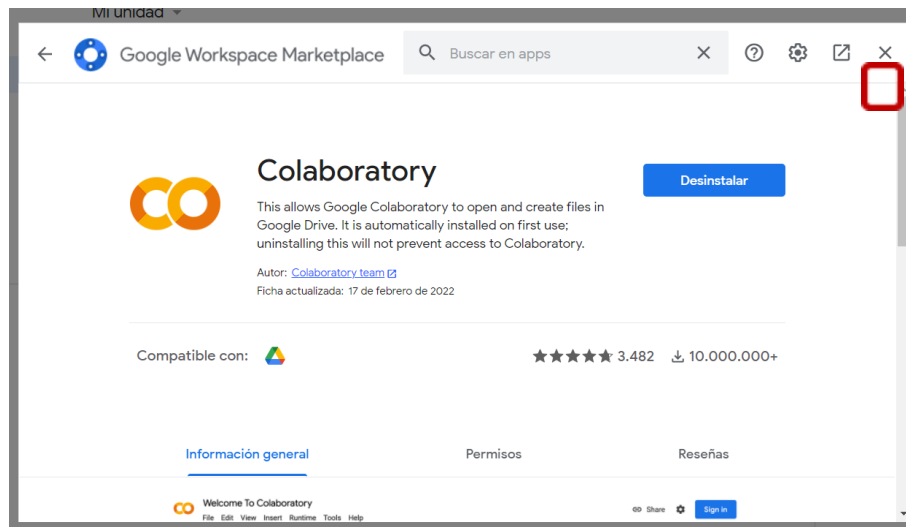 Mi unidad
Google Workspace Marketplace
Buscar en apps
Colaboratory
Desinstalar
This allows Google Colaboratory to open and create files in
Google Drive. It is automatically installed on first use;
uninstalling this will not prevent access to Colaboratory.
Autor: Colaboratory team
Ficha actualizada: 17 de febrero de 2022
Compatible con:
3.482
10.000.000+
Información general
Permisos
Reseñas
Welcome To Colaboratory
File Edit View Insert Runtime Tools Help
Share
Sign in